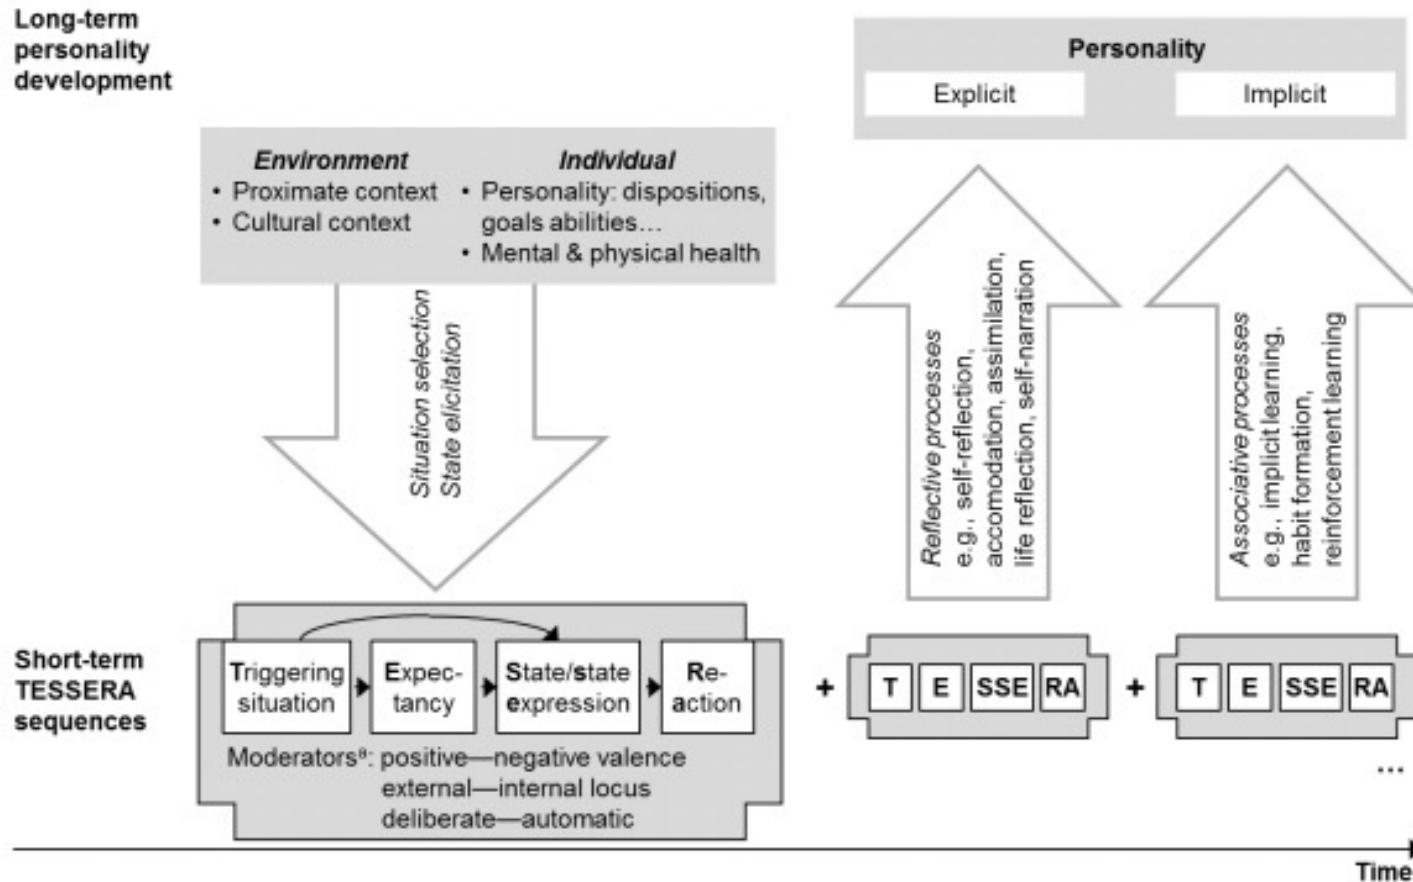 Long-term
personality
development
Personality
Explicit
Implicit
Environment
• Proximate context
• Cultural context
Individual
• Personality: dispositions,
goals abilities...
• Mental & physical health
Situation selection
State elicitation
Reflective processes
e.g., self-reflection,
accomodation, assimilation,
life reflection, self-narration
Associative processes
e.g., implicit learning,
habit formation,
reinforcement learning
Short-term
TESSERA
sequences
Triggering
situation
Expec-
tancy
State/state
expression
Re-
action
Moderatorsᵃ: positive—negative valence
external—internal locus
deliberate—automatic
+
T E SSE RA
+
T E SSE RA
...
Time